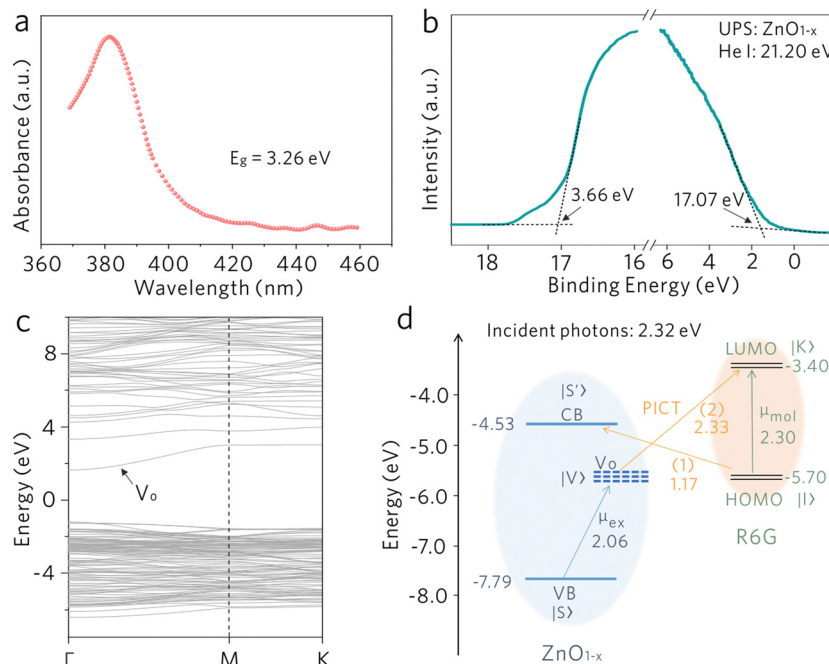 a
Absorbance (a.u.)
Eg = 3.26 eV
360 380 400 420 440 460
Wavelength (nm)
b
Intensity (a.u.)
UPS: ZnO1-x
He I: 21.20 eV
3.66 eV
17.07 eV
18 17 16 6 4 2 0
Binding Energy (eV)
c
Energy (eV)
8
4
0
-4
Vo
Γ M K
d
Incident photons: 2.32 eV
Energy (eV)
-4.0
-5.0
-6.0
-7.0
-8.0
|S'⟩
CB
-4.53
Vo
|V⟩
μex
2.06
-7.79
VB
|S⟩
ZnO1-x
PICT
(2)
2.33
(1)
1.17
LUMO |K⟩
-3.40
μmol
2.30
-5.70
HOMO |I⟩
R6G